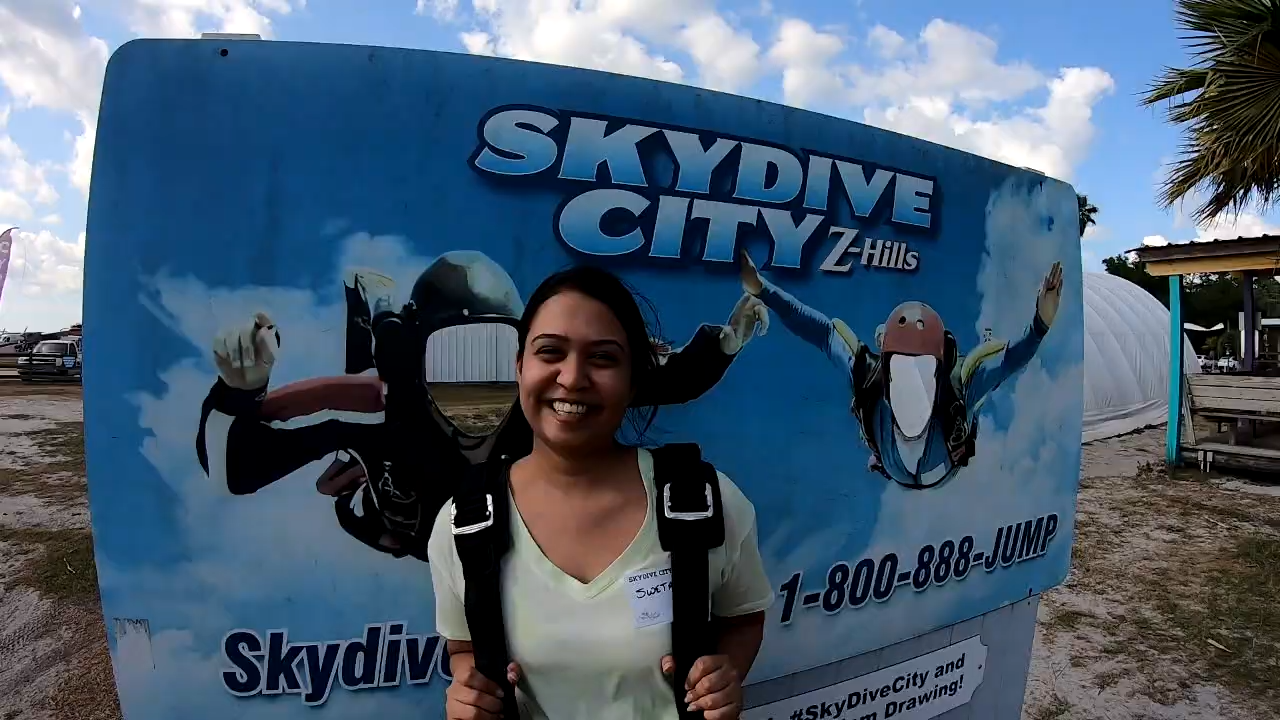 SKYDIVE
CITY
Z-Hills
1-800-888-JUMP
Skydive
SKYDIVE CITY
#SkyDiveCity and
Drawing!